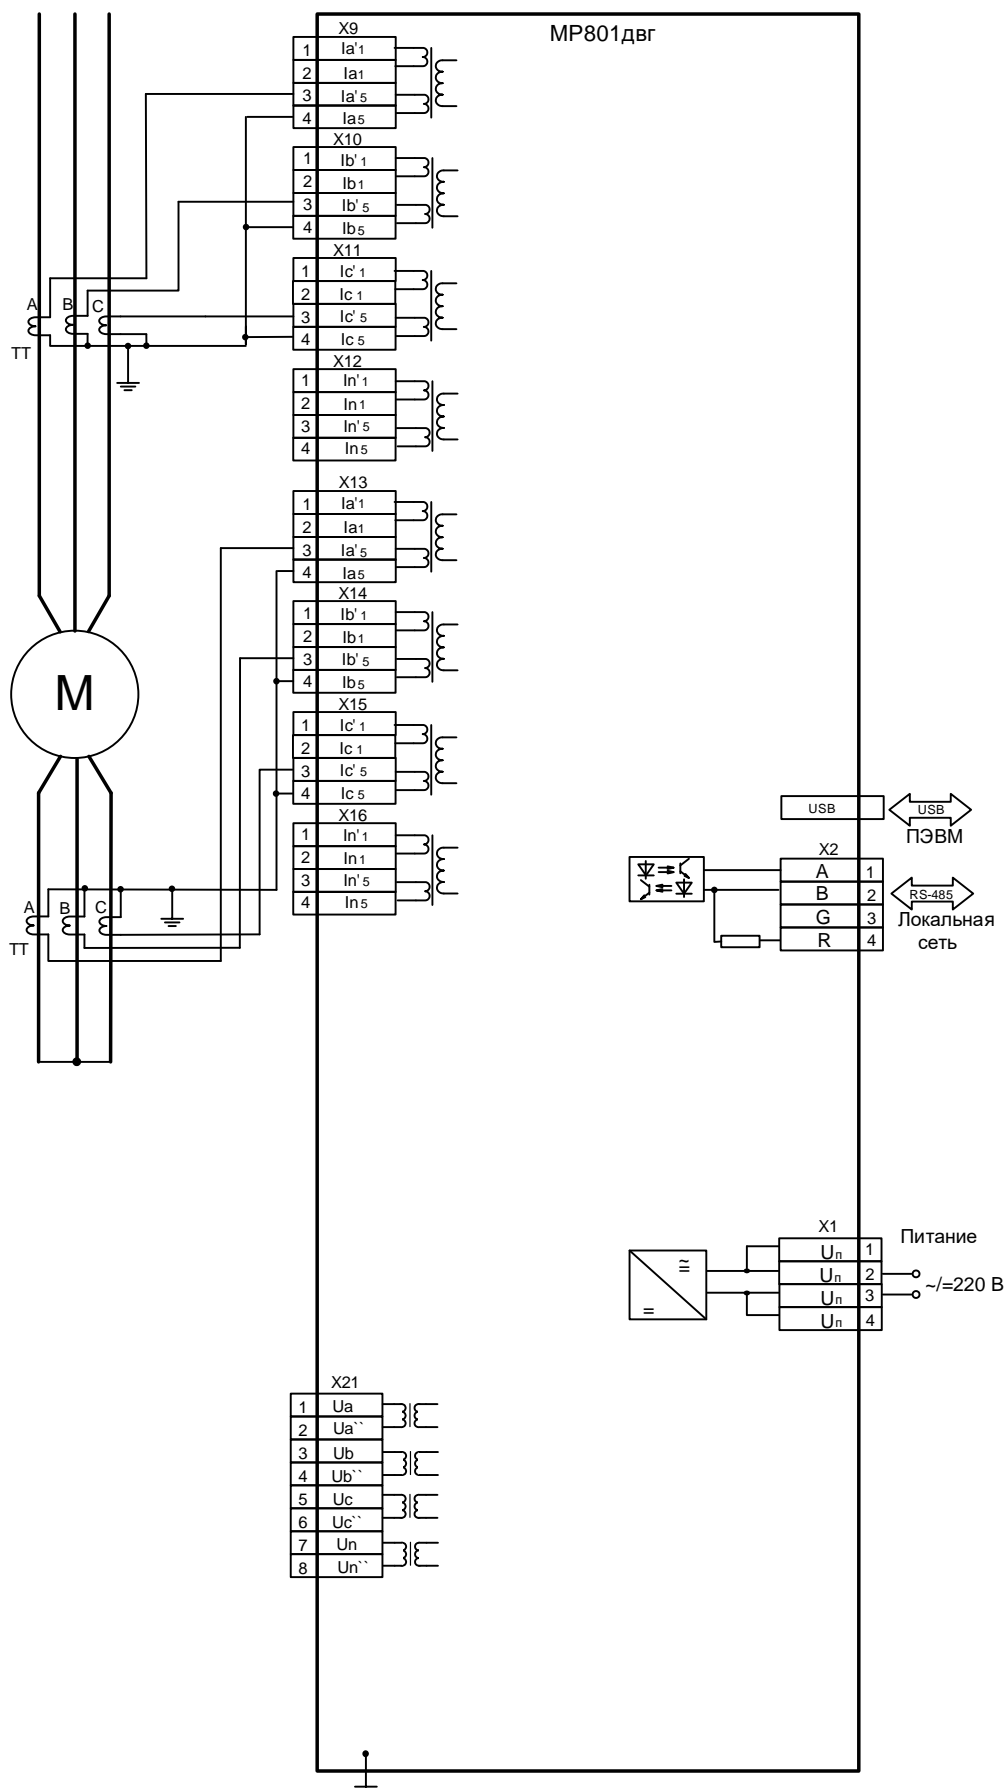 МР801двг
X9
1 Ia'1
2 Ia1
3 Ia'5
4 Ia5
X10
1 Ib'1
2 Ib1
3 Ib'5
4 Ib5
X11
1 Ic'1
2 Ic1
3 Ic'5
4 Ic5
A B C
ТТ
X12
1 In'1
2 In1
3 In'5
4 In5
X13
1 Ia'1
2 Ia1
3 Ia'5
4 Ia5
X14
1 Ib'1
2 Ib1
3 Ib'5
4 Ib5
М
X15
1 Ic'1
2 Ic1
3 Ic'5
4 Ic5
X16
1 In'1
2 In1
3 In'5
4 In5
A B C
ТТ
USB USB
ПЭВМ
X2
A 1
B 2
G 3
R 4
RS-485
Локальная
сеть
X1
Питание
Uп 1
Uп 2
Uп 3
Uп 4
~/=220 В
≂
=
X21
1 Ua
2 Ua``
3 Ub
4 Ub``
5 Uc
6 Uc``
7 Un
8 Un``